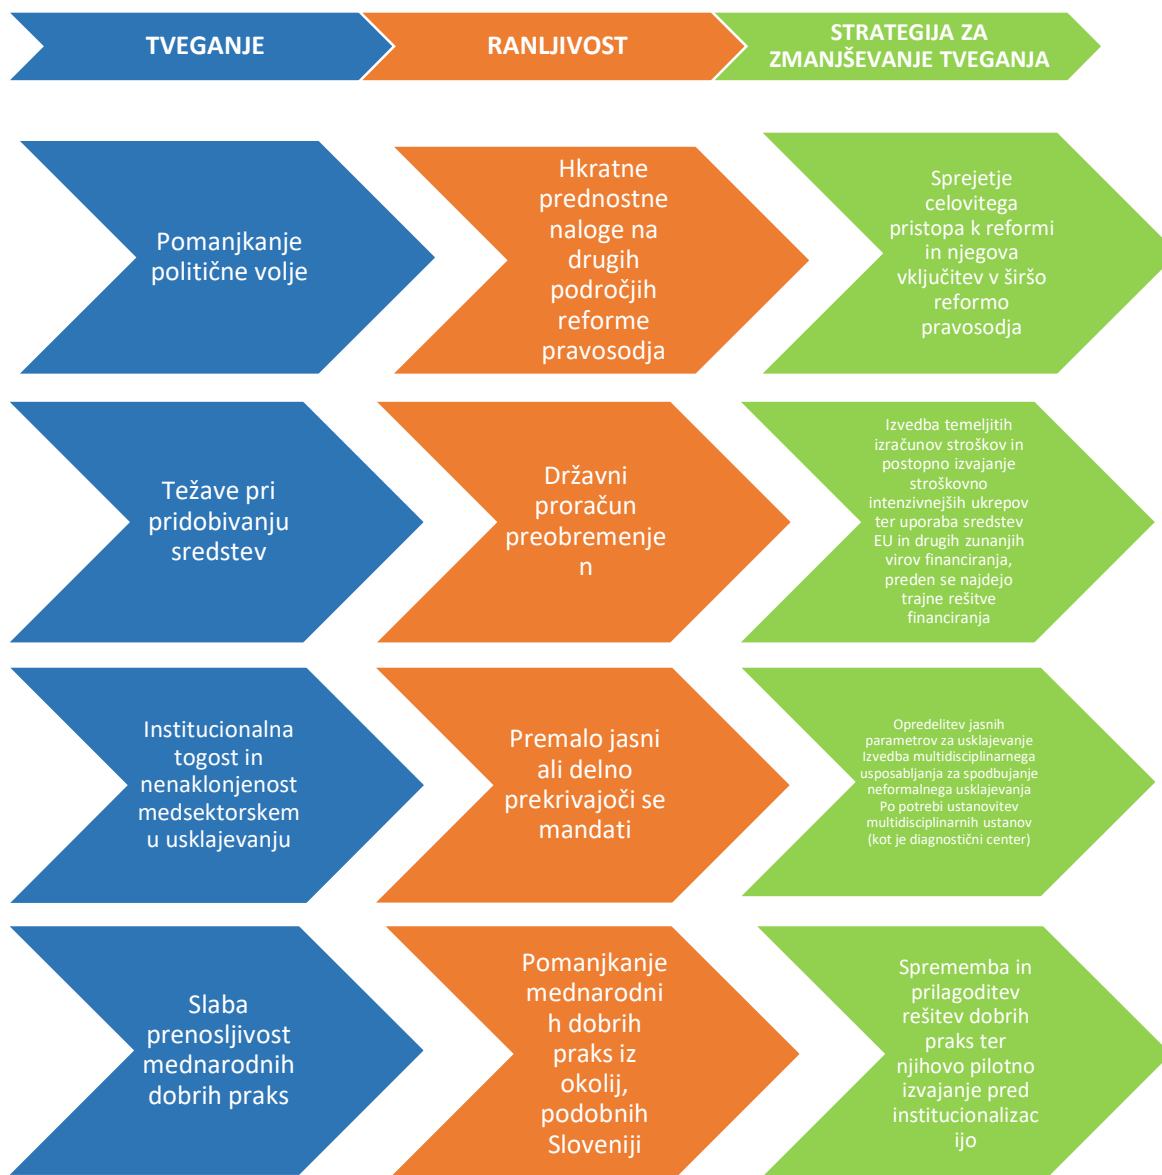 TVEGANJE
RANLJIVOST
STRATEGIJA ZA
ZMANJŠEVANJE TVEGANJA
Pomanjkanje
politične volje
Hkratne
prednostne
naloge na
drugih
področjih
reforme
pravosodja
Sprejetje
celovitega
pristopa k reformi
in njegova
vključitev v širšo
reformo
pravosodja
Težave pri
pridobivanju
sredstev
Državni
proračun
preobremenje
n
Izvedba temeljitih
izračunov stroškov in
postopno izvajanje
stroškovno
intenzivnejših ukrepov
ter uporaba sredstev
EU in drugih zunanjih
virov financiranja,
preden se najdejo
trajne rešitve
financiranja
Institucionalna
togost in
nenaklonjenost
medsektorskem
u usklajevanju
Premalo jasni
ali delno
prekrivajoči se
mandati
Opredelitev jasnih
parametrov za usklajevanje
Izvedba multidisciplinarnega
usposabljanja za spodbujanje
neformalnega usklajevanja
Po potrebi ustanovitev
multidisciplinarnih ustanov
(kot je diagnostični center)
Slaba
prenosljivost
mednarodnih
dobrih praks
Pomanjkanje
mednarodni
h dobrih
praks iz
okolij,
podobnih
Sloveniji
Sprememba in
prilagoditev
rešitev dobrih
praks ter
njihovo pilotno
izvajanje pred
institucionalizac
ijo